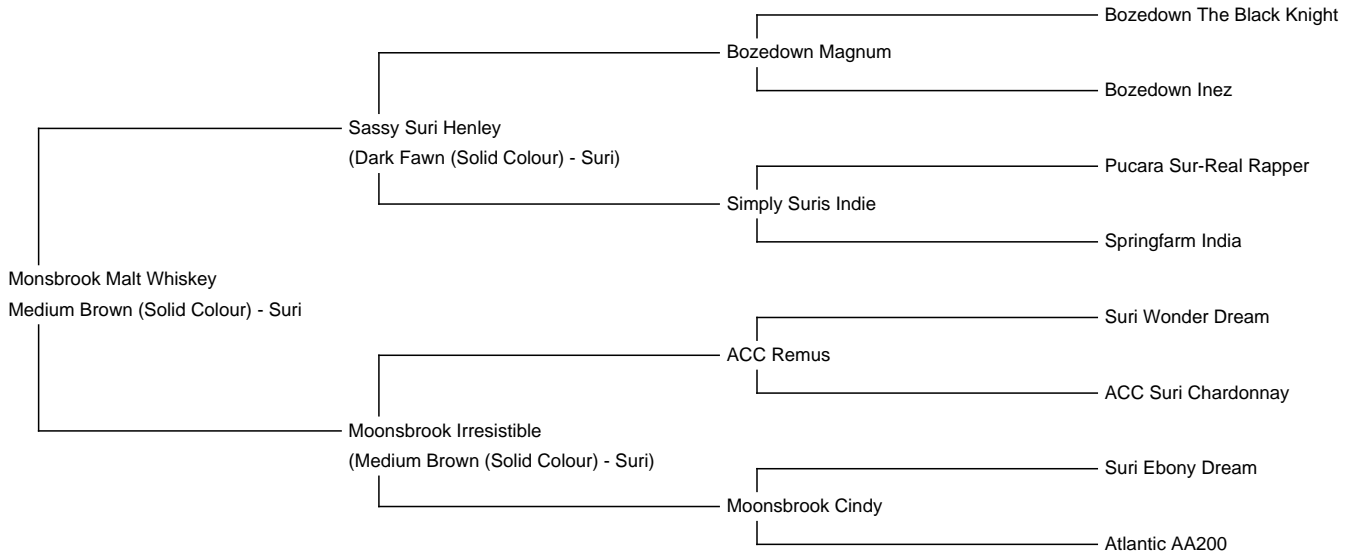 Bozedown The Black Knight
Bozedown Magnum
Bozedown Inez
Sassy Suri Henley
(Dark Fawn (Solid Colour) - Suri)
Pucara Sur-Real Rapper
Simply Suris Indie
Springfarm India
Monsbrook Malt Whiskey
Medium Brown (Solid Colour) - Suri
Suri Wonder Dream
ACC Remus
ACC Suri Chardonnay
Moonsbrook Irresistible
(Medium Brown (Solid Colour) - Suri)
Suri Ebony Dream
Moonsbrook Cindy
Atlantic AA200